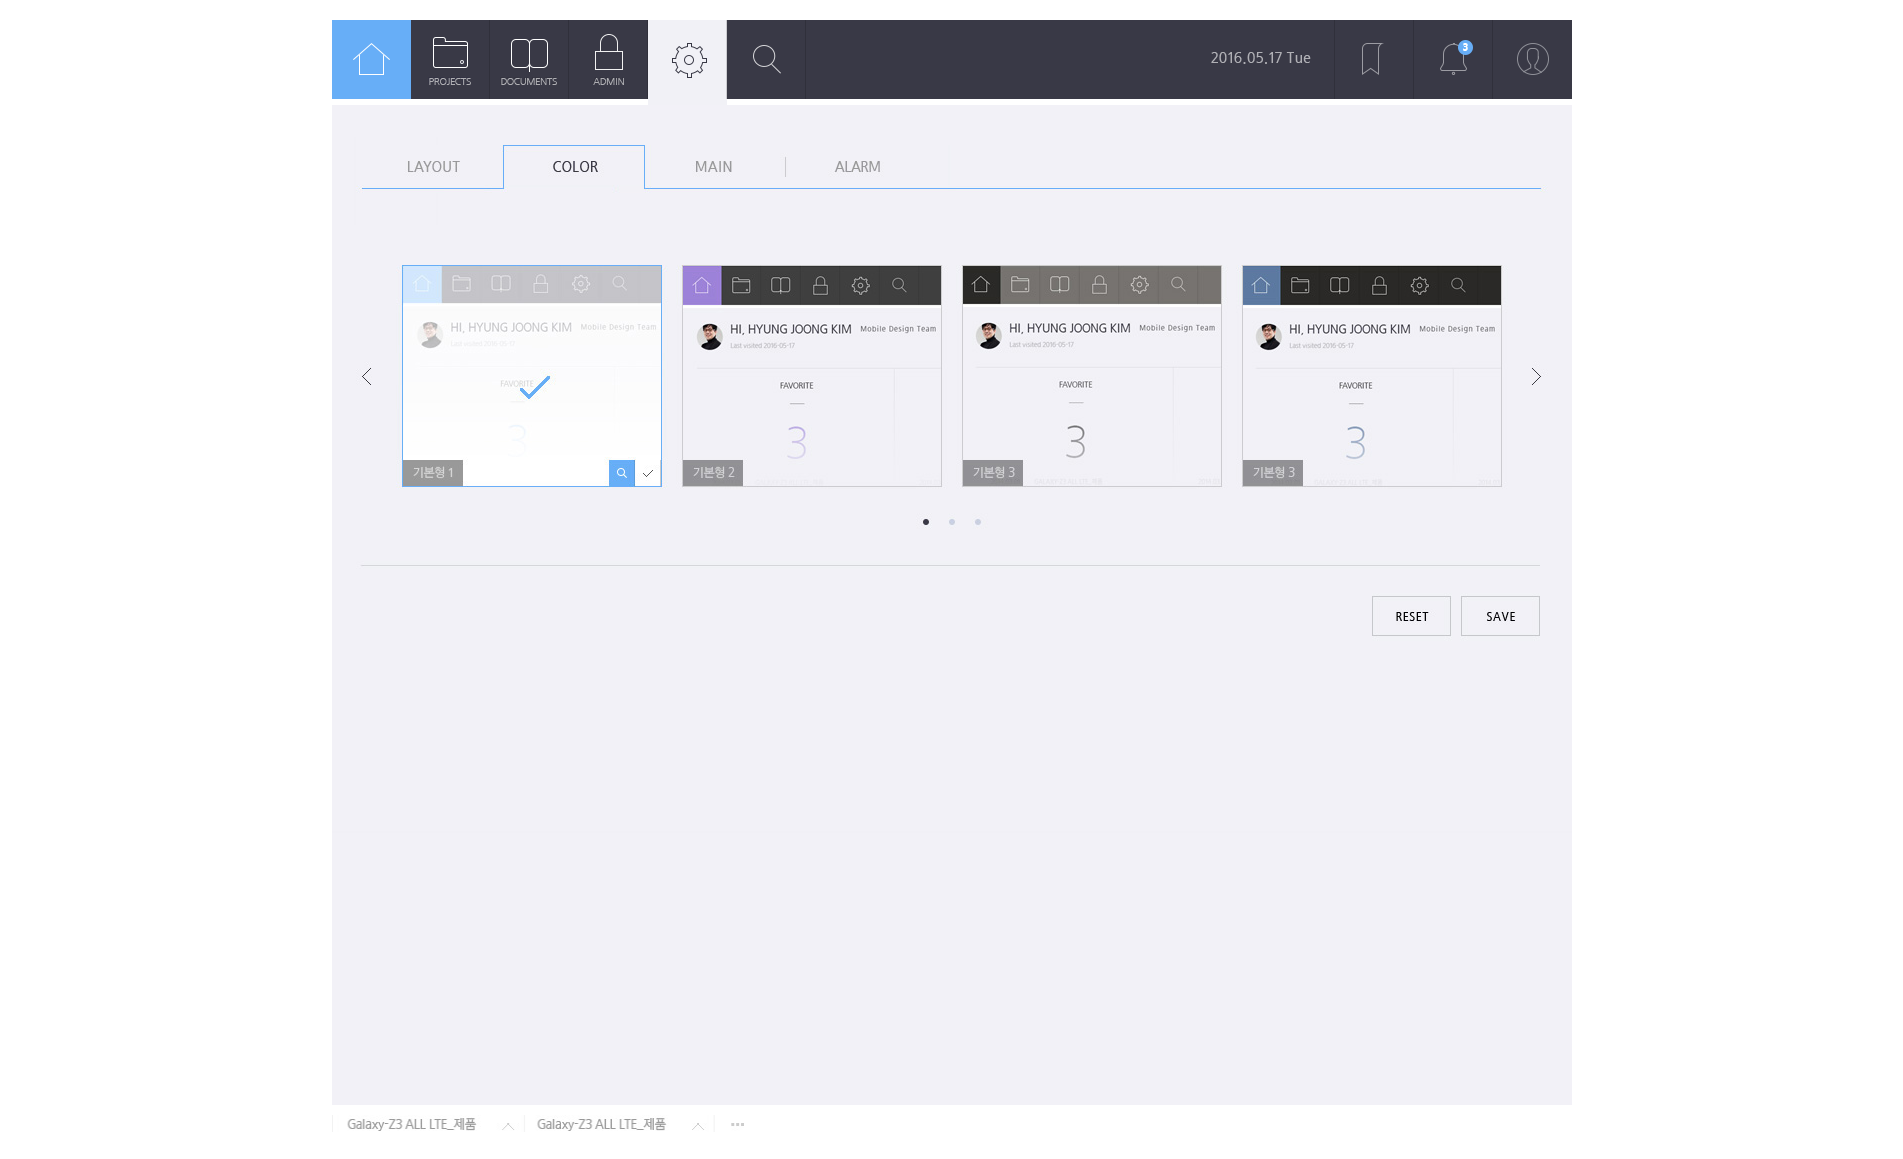 PROJECTS
DOCUMENTS
ADMIN
2016.05.17 Tue
3
LAYOUT
COLOR
MAIN
ALARM
HI, HYUNG JOONG KIM Mobile Design Team
Last visited 2016-05-17
FAVORITE
3
기본형 1
HI, HYUNG JOONG KIM Mobile Design Team
Last visited 2016-05-17
FAVORITE
3
기본형 2
HI, HYUNG JOONG KIM Mobile Design Team
Last visited 2016-05-17
FAVORITE
3
기본형 3
HI, HYUNG JOONG KIM Mobile Design Team
Last visited 2016-05-17
FAVORITE
3
기본형 3
RESET
SAVE
Galaxy-Z3 ALL LTE_제품
Galaxy-Z3 ALL LTE_제품